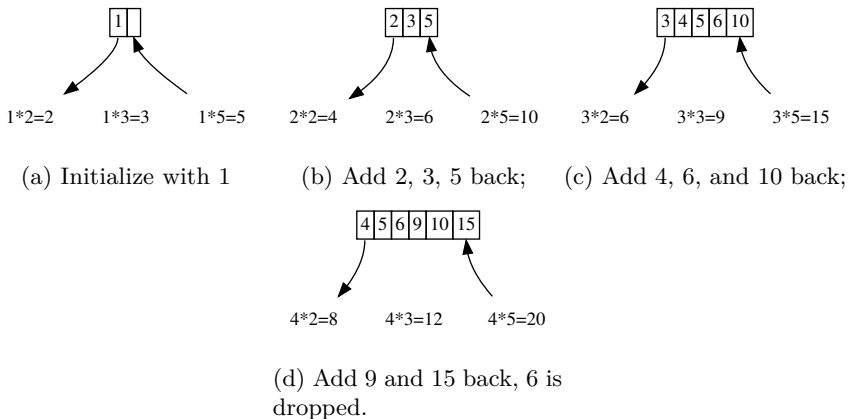 1
1*2=2 1*3=3 1*5=5
(a) Initialize with 1
2 3 5
2*2=4 2*3=6 2*5=10
(b) Add 2, 3, 5 back;
3 4 5 6 10
3*2=6 3*3=9 3*5=15
(c) Add 4, 6, and 10 back;
4 5 6 9 10 15
4*2=8 4*3=12 4*5=20
(d) Add 9 and 15 back, 6 is
dropped.